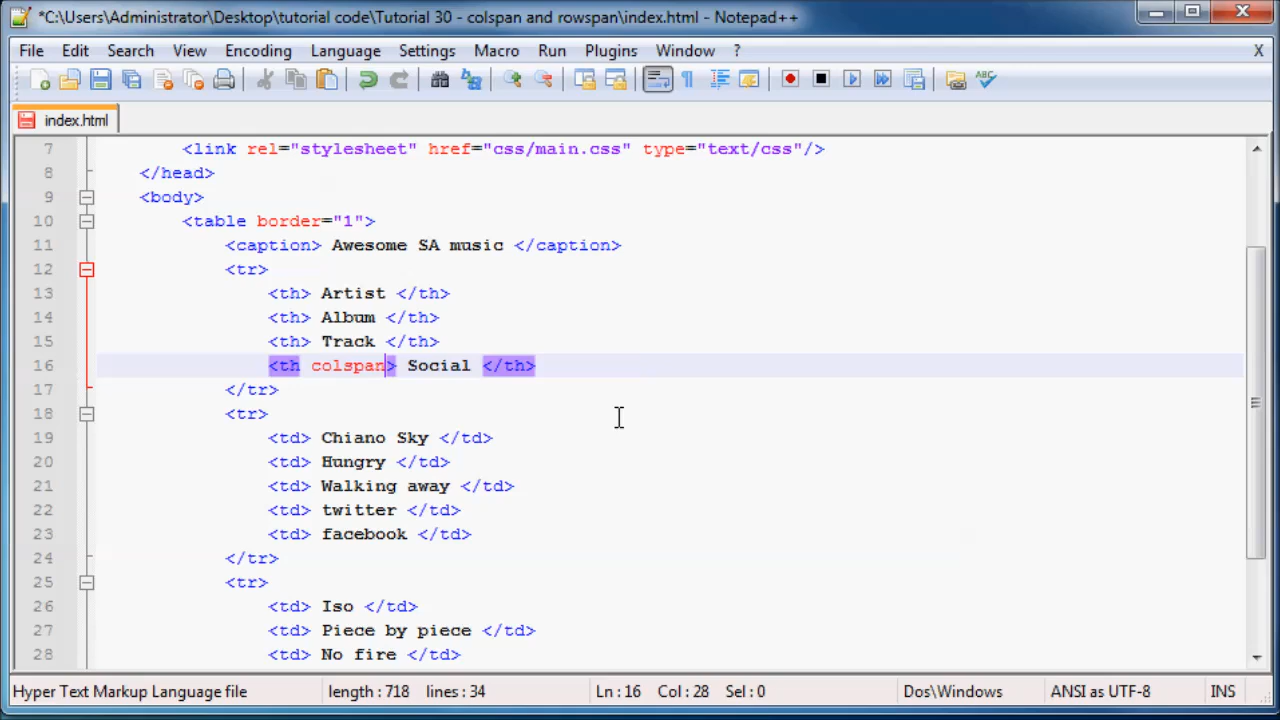 *C:\Users\Administrator\Desktop\tutorial code\Tutorial 30 - colspan and rowspan\index.html - Notepad++
File Edit Search View Encoding Language Settings Macro Run Plugins Window ? X
index.html
7 <link rel="stylesheet" href="css/main.css" type="text/css"/>
8 </head>
9 <body>
10 <table border="1">
11 <caption> Awesome SA music </caption>
12 <tr>
13 <th> Artist </th>
14 <th> Album </th>
15 <th> Track </th>
16 <th colspan> Social </th>
17 </tr>
18 <tr>
19 <td> Chiano Sky </td>
20 <td> Hungry </td>
21 <td> Walking away </td>
22 <td> twitter </td>
23 <td> facebook </td>
24 </tr>
25 <tr>
26 <td> Iso </td>
27 <td> Piece by piece </td>
28 <td> No fire </td>
Hyper Text Markup Language file length : 718 lines : 34 Ln : 16 Col : 28 Sel : 0 Dos\Windows ANSI as UTF-8 INS